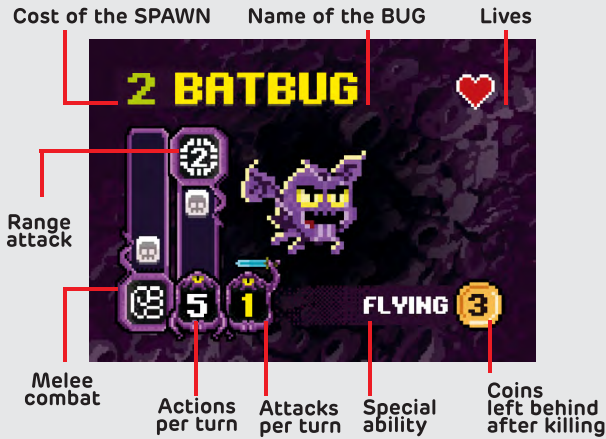 Cost of the SPAWN
Name of the BUG
Lives
2 BATBUG
2
Range
attack
5
1
FLYING
3
Melee
combat
Actions
per turn
Attacks
per turn
Special
ability
Coins
left behind
after killing